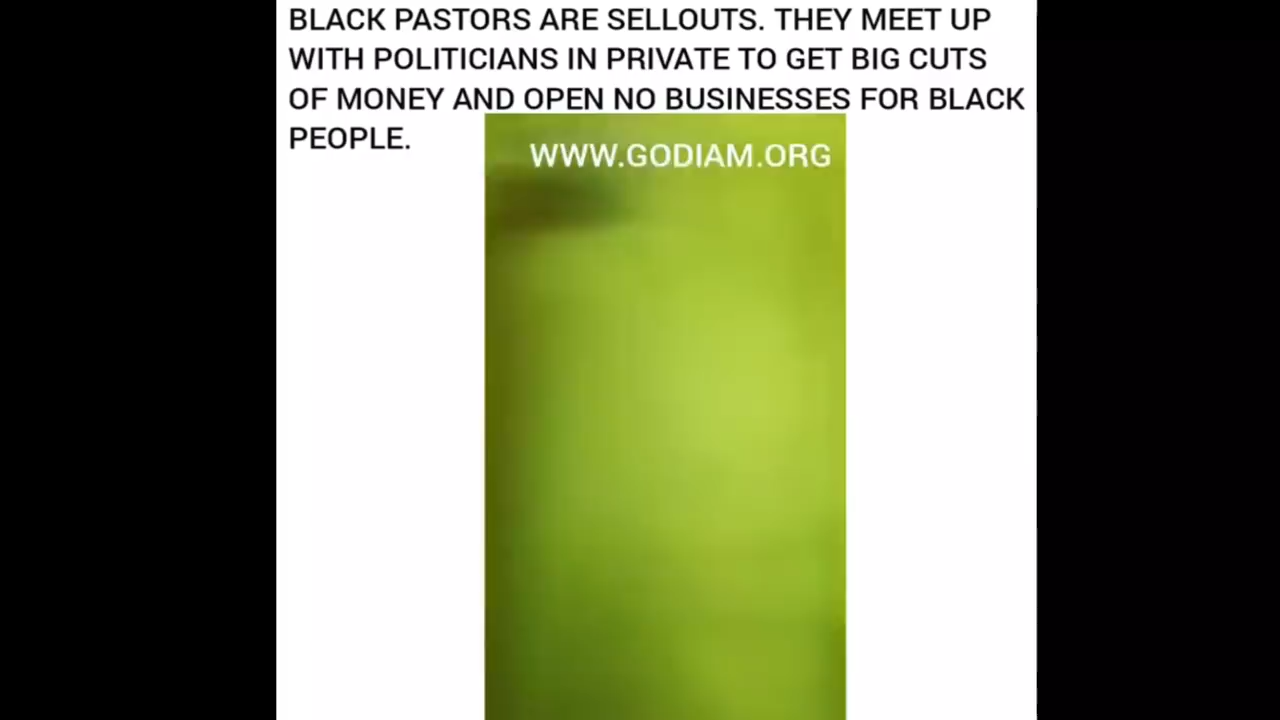 BLACK PASTORS ARE SELLOUTS. THEY MEET UP
WITH POLITICIANS IN PRIVATE TO GET BIG CUTS
OF MONEY AND OPEN NO BUSINESSES FOR BLACK
PEOPLE.
WWW.GODIAM.ORG